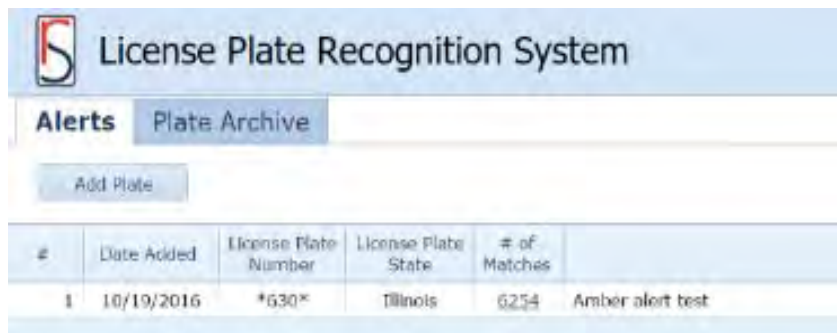 RS
License Plate Recognition System
Alerts Plate Archive
Add Plate
# Date Added License Plate Number License Plate State # of Matches
1 10/19/2016 *630* Illinois 6254 Amber alert test